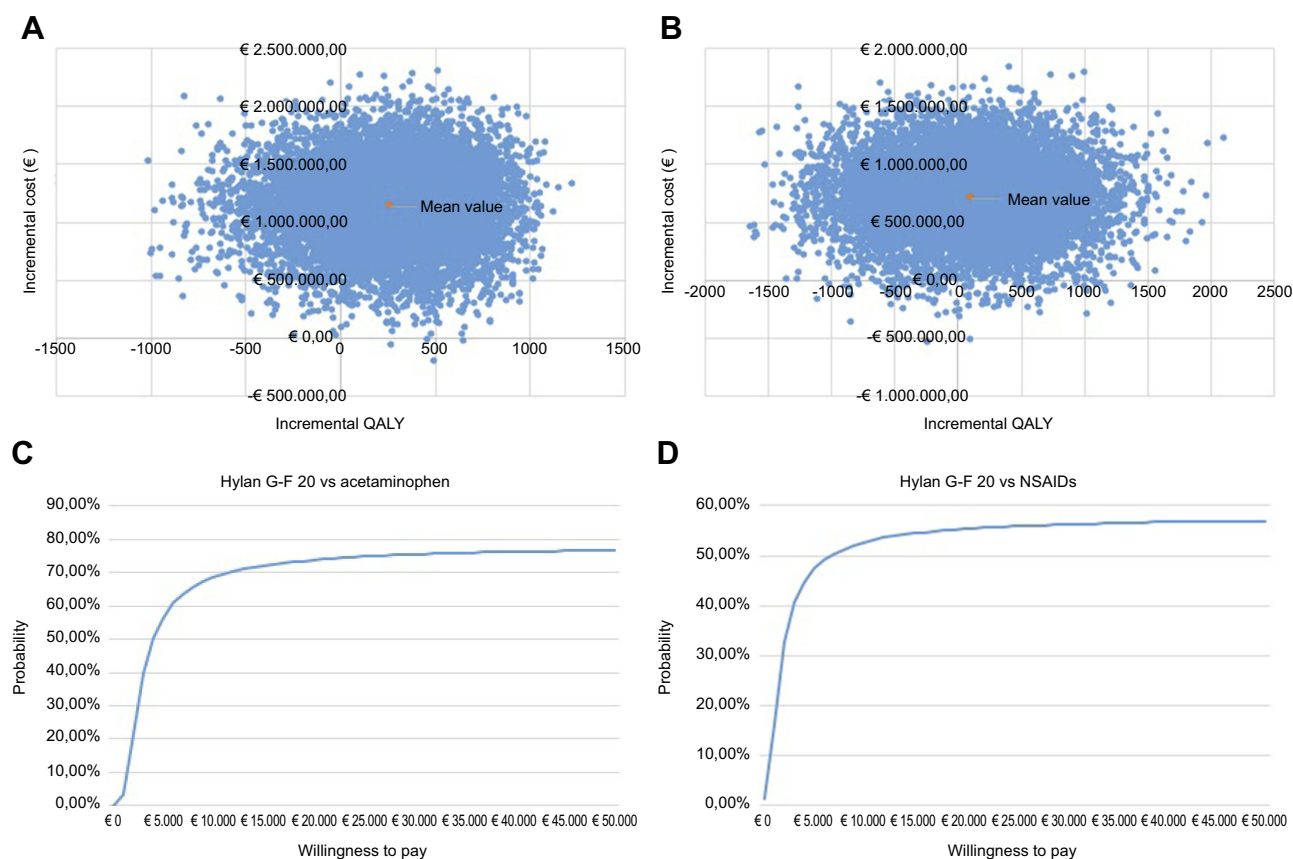 A
€ 2.500.000,00
€ 2.000.000,00
€ 1.500.000,00
€ 1.000.000,00
€ 500.000,00
€ 0.00
-€ 500.000,00
-1500 -1000 -500 0 500 1000 1500
Mean value
Incremental cost (€ )
Incremental QALY
B
€ 2.000.000,00
€ 1.500.000,00
€ 1.000.000,00
€ 500.000,00
€ 0,00
-€ 500.000,00
-€ 1.000.000,00
-2000 -1500 -1000 -500 0 500 1000 1500 2000 2500
Mean value
Incremental cost (€ )
Incremental QALY
C
Hylan G-F 20 vs acetaminophen
90,00%
80,00%
70,00%
60,00%
50,00%
40,00%
30,00%
20,00%
10,00%
0,00%
€ 0 € 5.000 € 10.000 € 15.000 € 20.000 € 25.000 € 30.000 € 35.000 € 40.000 € 45.000 € 50.000
Probability
Willingness to pay
D
Hylan G-F 20 vs NSAIDs
60,00%
50,00%
40,00%
30,00%
20,00%
10,00%
0,00%
€ 0 € 5.000 € 10.000 € 15.000 € 20.000 € 25.000 € 30.000 € 35.000 € 40.000 € 45.000 € 50.000
Probability
Willingness to pay